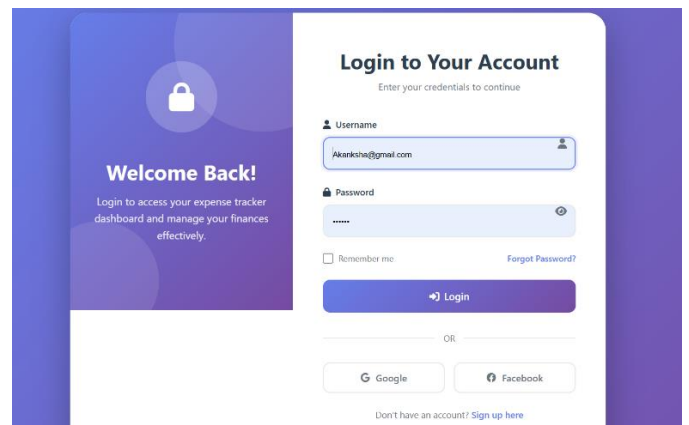 Welcome Back!
Login to access your expense tracker
dashboard and manage your finances
effectively.
Login to Your Account
Enter your credentials to continue
Username
Akanksha@gmail.com
Password
••••••
Remember me
Forgot Password?
Login
OR
Google
Facebook
Don't have an account? Sign up here